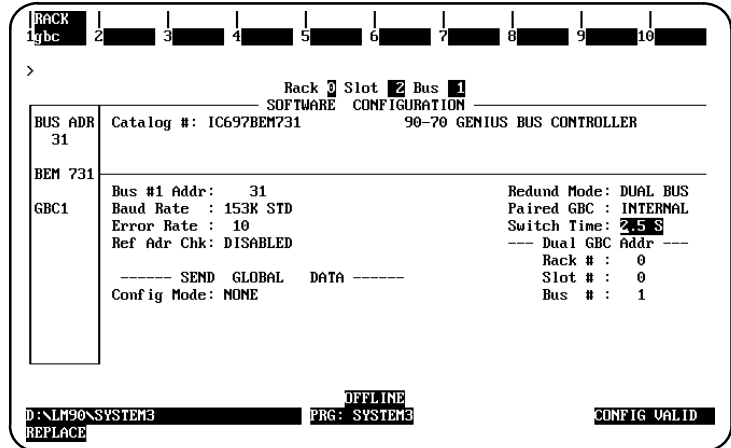 RACK
1gbc 2 3 4 5 6 7 8 9 10
>
Rack 0 Slot 2 Bus 1
SOFTWARE CONFIGURATION
BUS ADR
31
BEM 731
GBC1
Catalog #: IC697BEM731 90-70 GENIUS BUS CONTROLLER
Bus #1 Addr: 31 Redund Mode: DUAL BUS
Baud Rate : 153K STD Paired GBC : INTERNAL
Error Rate : 10 Switch Time: 2.5 S
Ref Adr Chk: DISABLED --- Dual GBC Addr ---
Rack # : 0
------ SEND GLOBAL DATA ------ Slot # : 0
Config Mode: NONE Bus # : 1
OFFLINE
D:\LM90\SYSTEM3 PRG: SYSTEM3 CONFIG VALID
REPLACE